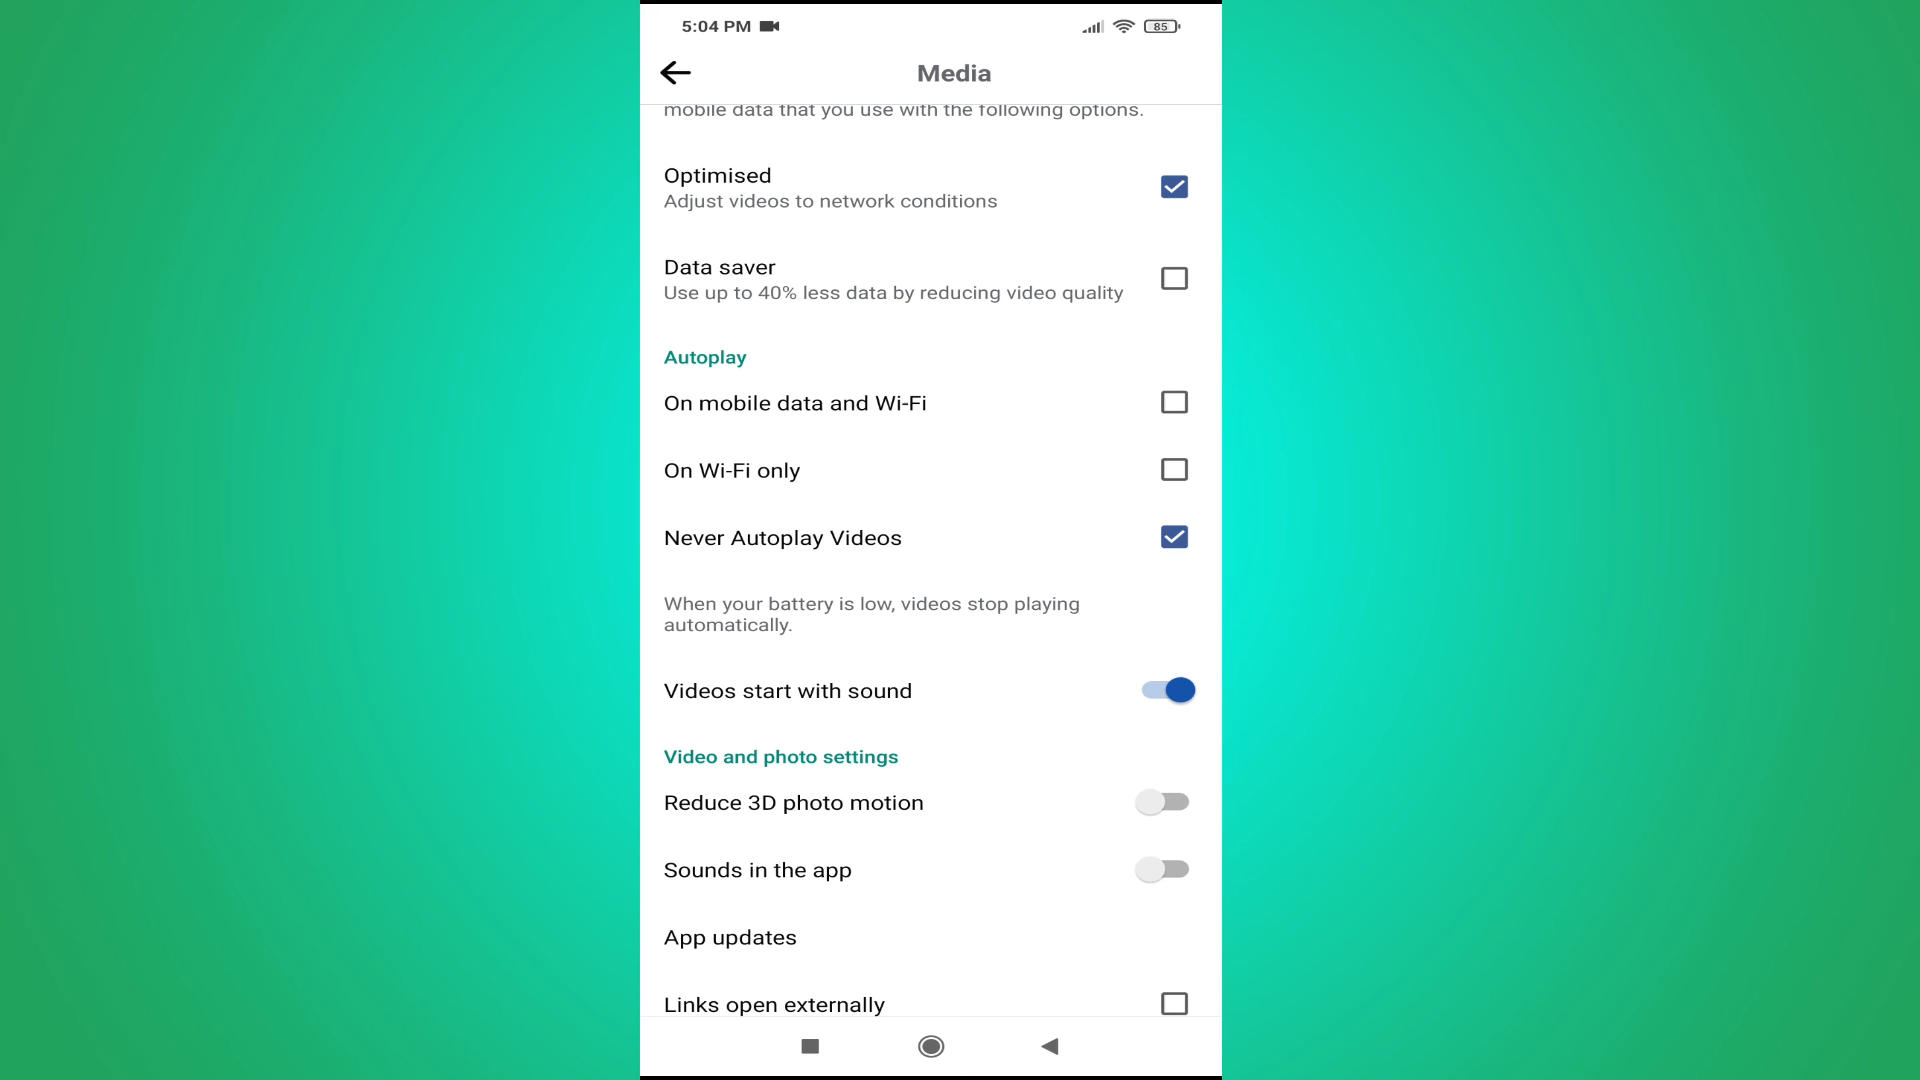 5:04 PM
85
Media
mobile data that you use with the following options.
Optimised
Adjust videos to network conditions
Data saver
Use up to 40% less data by reducing video quality
Autoplay
On mobile data and Wi-Fi
On Wi-Fi only
Never Autoplay Videos
When your battery is low, videos stop playing
automatically.
Videos start with sound
Video and photo settings
Reduce 3D photo motion
Sounds in the app
App updates
Links open externally